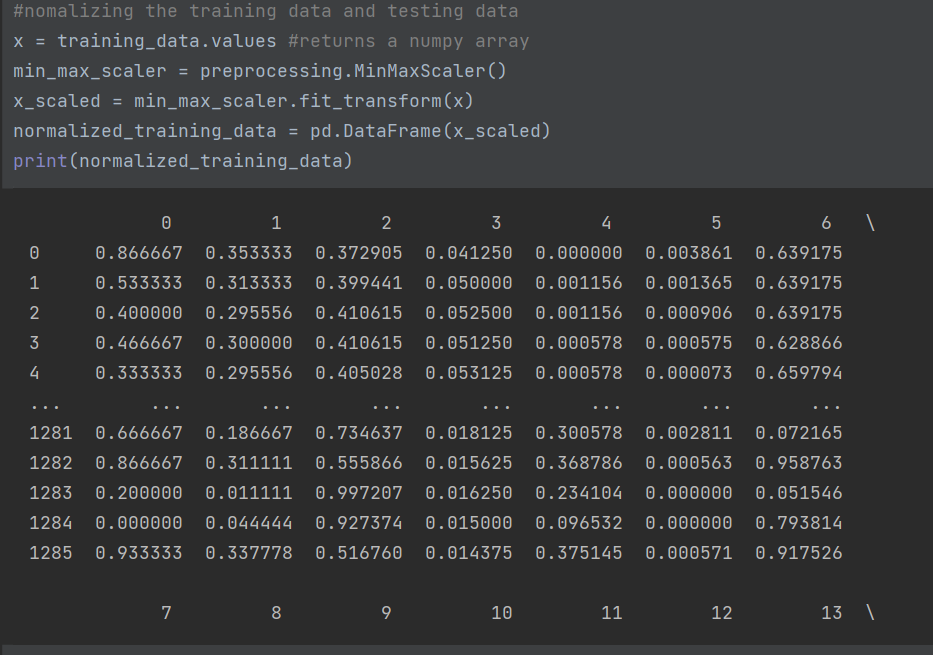 #nomalizing the training data and testing data
x = training_data.values #returns a numpy array
min_max_scaler = preprocessing.MinMaxScaler()
x_scaled = min_max_scaler.fit_transform(x)
normalized_training_data = pd.DataFrame(x_scaled)
print(normalized_training_data)
0 1 2 3 4 5 6 \
0 0.866667 0.353333 0.372905 0.041250 0.000000 0.003861 0.639175
1 0.533333 0.313333 0.399441 0.050000 0.001156 0.001365 0.639175
2 0.400000 0.295556 0.410615 0.052500 0.001156 0.000906 0.639175
3 0.466667 0.300000 0.410615 0.051250 0.000578 0.000575 0.628866
4 0.333333 0.295556 0.405028 0.053125 0.000578 0.000073 0.659794
... ... ... ... ... ... ... ...
1281 0.666667 0.186667 0.734637 0.018125 0.300578 0.002811 0.072165
1282 0.866667 0.311111 0.555866 0.015625 0.368786 0.000563 0.958763
1283 0.200000 0.011111 0.997207 0.016250 0.234104 0.000000 0.051546
1284 0.000000 0.044444 0.927374 0.015000 0.096532 0.000000 0.793814
1285 0.933333 0.337778 0.516760 0.014375 0.375145 0.000571 0.917526
7 8 9 10 11 12 13 \